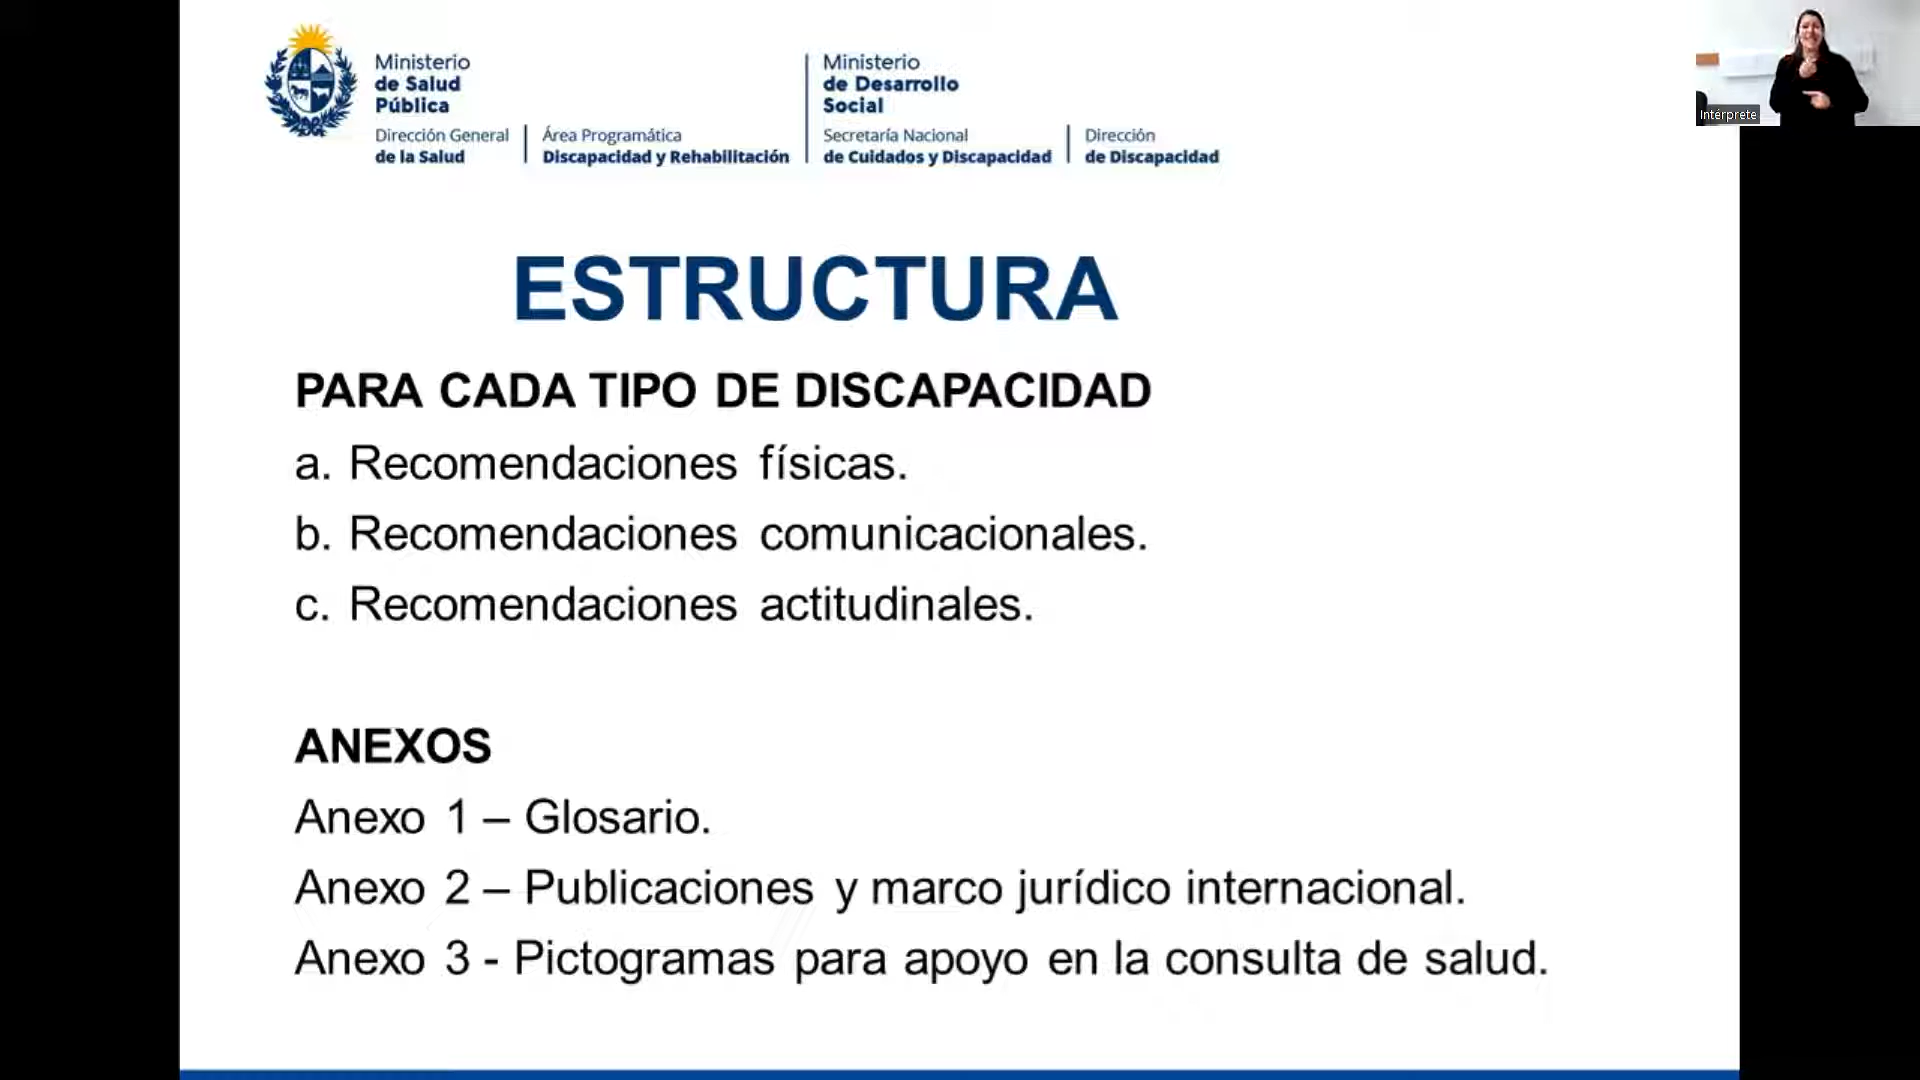 Ministerio
de Salud
Pública
Dirección General
de la Salud
Área Programática
Discapacidad y Rehabilitación
Ministerio
de Desarrollo
Social
Secretaría Nacional
de Cuidados y Discapacidad
Dirección
de Discapacidad
Intérprete
ESTRUCTURA
PARA CADA TIPO DE DISCAPACIDAD
a. Recomendaciones físicas.
b. Recomendaciones comunicacionales.
c. Recomendaciones actitudinales.
ANEXOS
Anexo 1 – Glosario.
Anexo 2 – Publicaciones y marco jurídico internacional.
Anexo 3 - Pictogramas para apoyo en la consulta de salud.